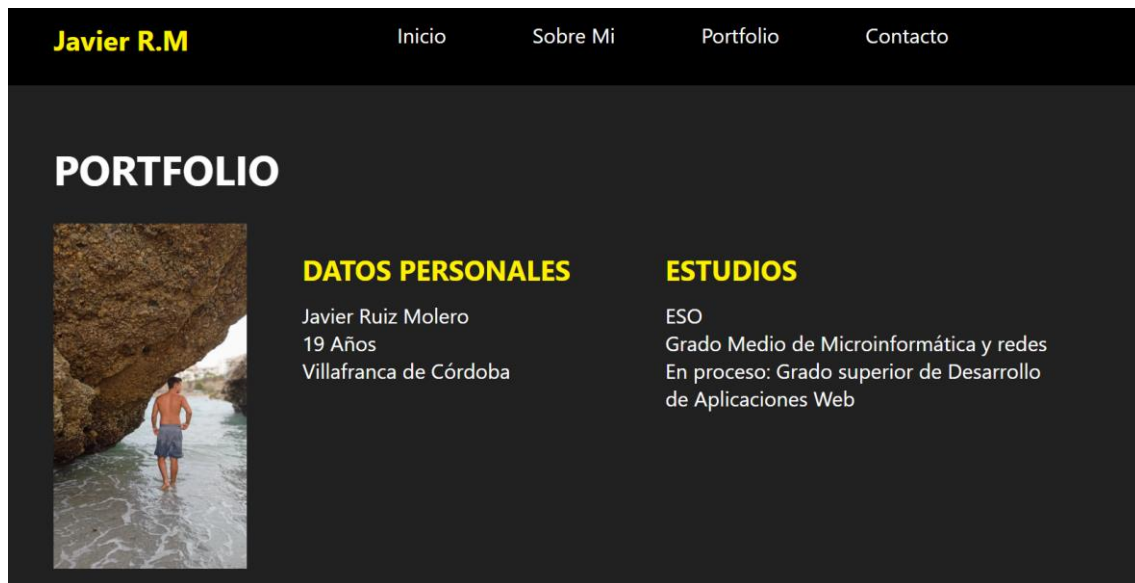 Javier R.M
Inicio
Sobre Mi
Portfolio
Contacto
PORTFOLIO
DATOS PERSONALES
Javier Ruiz Molero
19 Años
Villafranca de Córdoba
ESTUDIOS
ESO
Grado Medio de Microinformática y redes
En proceso: Grado superior de Desarrollo
de Aplicaciones Web